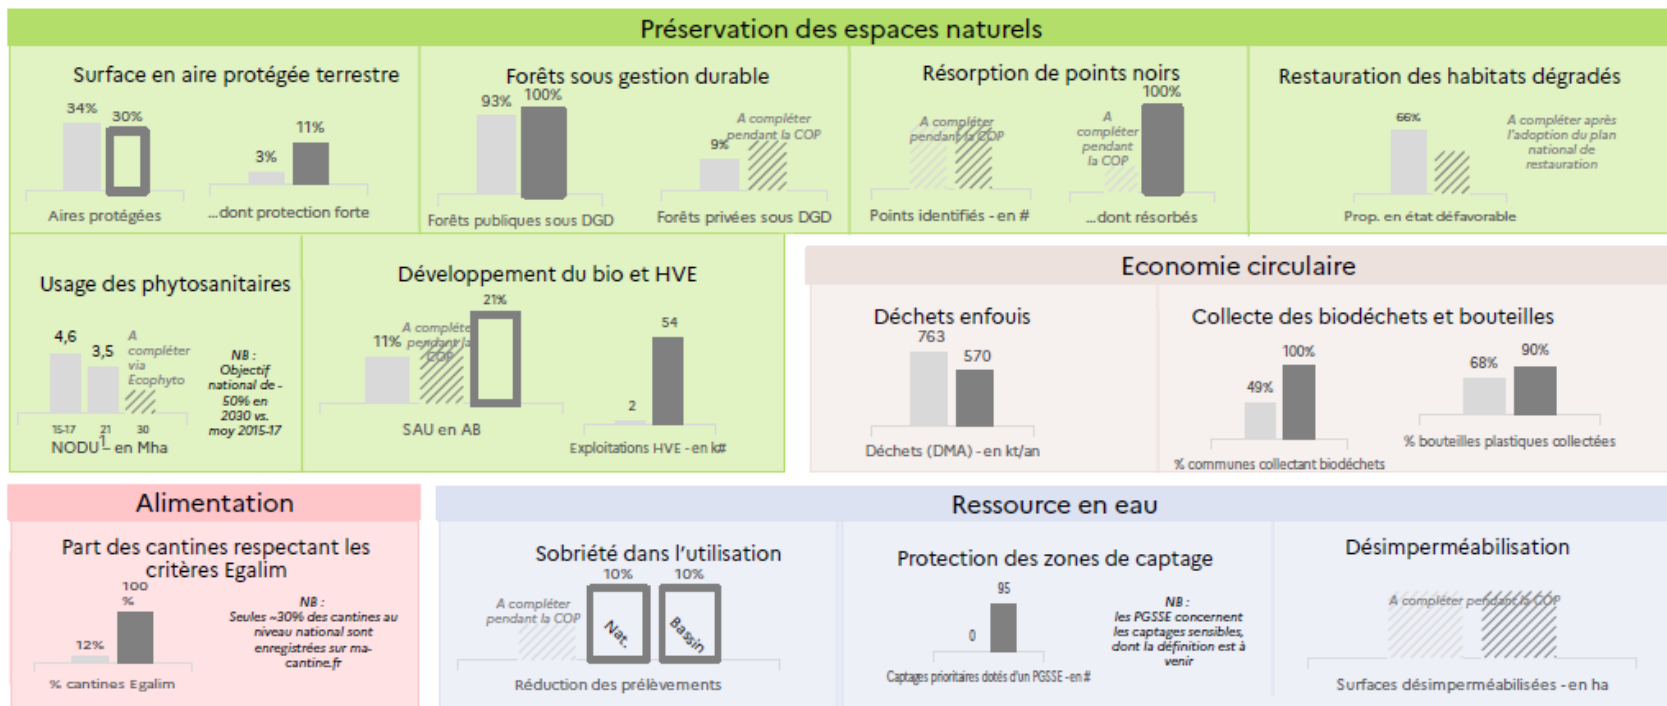 Préservation des espaces naturels
Surface en aire protégée terrestre
34%
30%
Aires protégées
3%
11%
...dont protection forte
Forêts sous gestion durable
93%
100%
Forêts publiques sous DGD
9%
A compléter
pendant la COP
Forêts privées sous DGD
Résorption de points noirs
A compléter
pendant la COP
Points identifiés - en #
A
compléter
pendant
la COP
100%
...dont résorbés
Restauration des habitats dégradés
66%
A compléter après
l'adoption du plan
national de
restauration
Prop. en état défavorable
Usage des phytosanitaires
4,6
3,5
A
compléter
via
Ecophyto
15-17
21
30
NODU1 – en Mha
NB :
Objectif
national de -
50% en
2030 vs.
moy 2015-17
Développement du bio et HVE
11%
A compléter
pendant la
COP
21%
SAU en AB
2
54
Exploitations HVE - en k#
Economie circulaire
Déchets enfouis
763
570
Déchets (DMA) - en kt/an
Collecte des biodéchets et bouteilles
49%
100%
% communes collectant biodéchets
68%
90%
% bouteilles plastiques collectées
Alimentation
Part des cantines respectant les
critères Egalim
12%
100
%
% cantines Egalim
NB :
Seules ~30% des cantines au
niveau national sont
enregistrées sur ma-
cantine.fr
Ressource en eau
Sobriété dans l'utilisation
A compléter
pendant la COP
10%
Nat.
10%
Bassin
Réduction des prélèvements
Protection des zones de captage
0
95
Captages prioritaires dotés d'un PGSSE - en #
NB :
les PGSSE concernent
les captages sensibles,
dont la définition est à
venir
Désimperméabilisation
A compléter pendant la COP
Surfaces désimperméabilisées - en ha